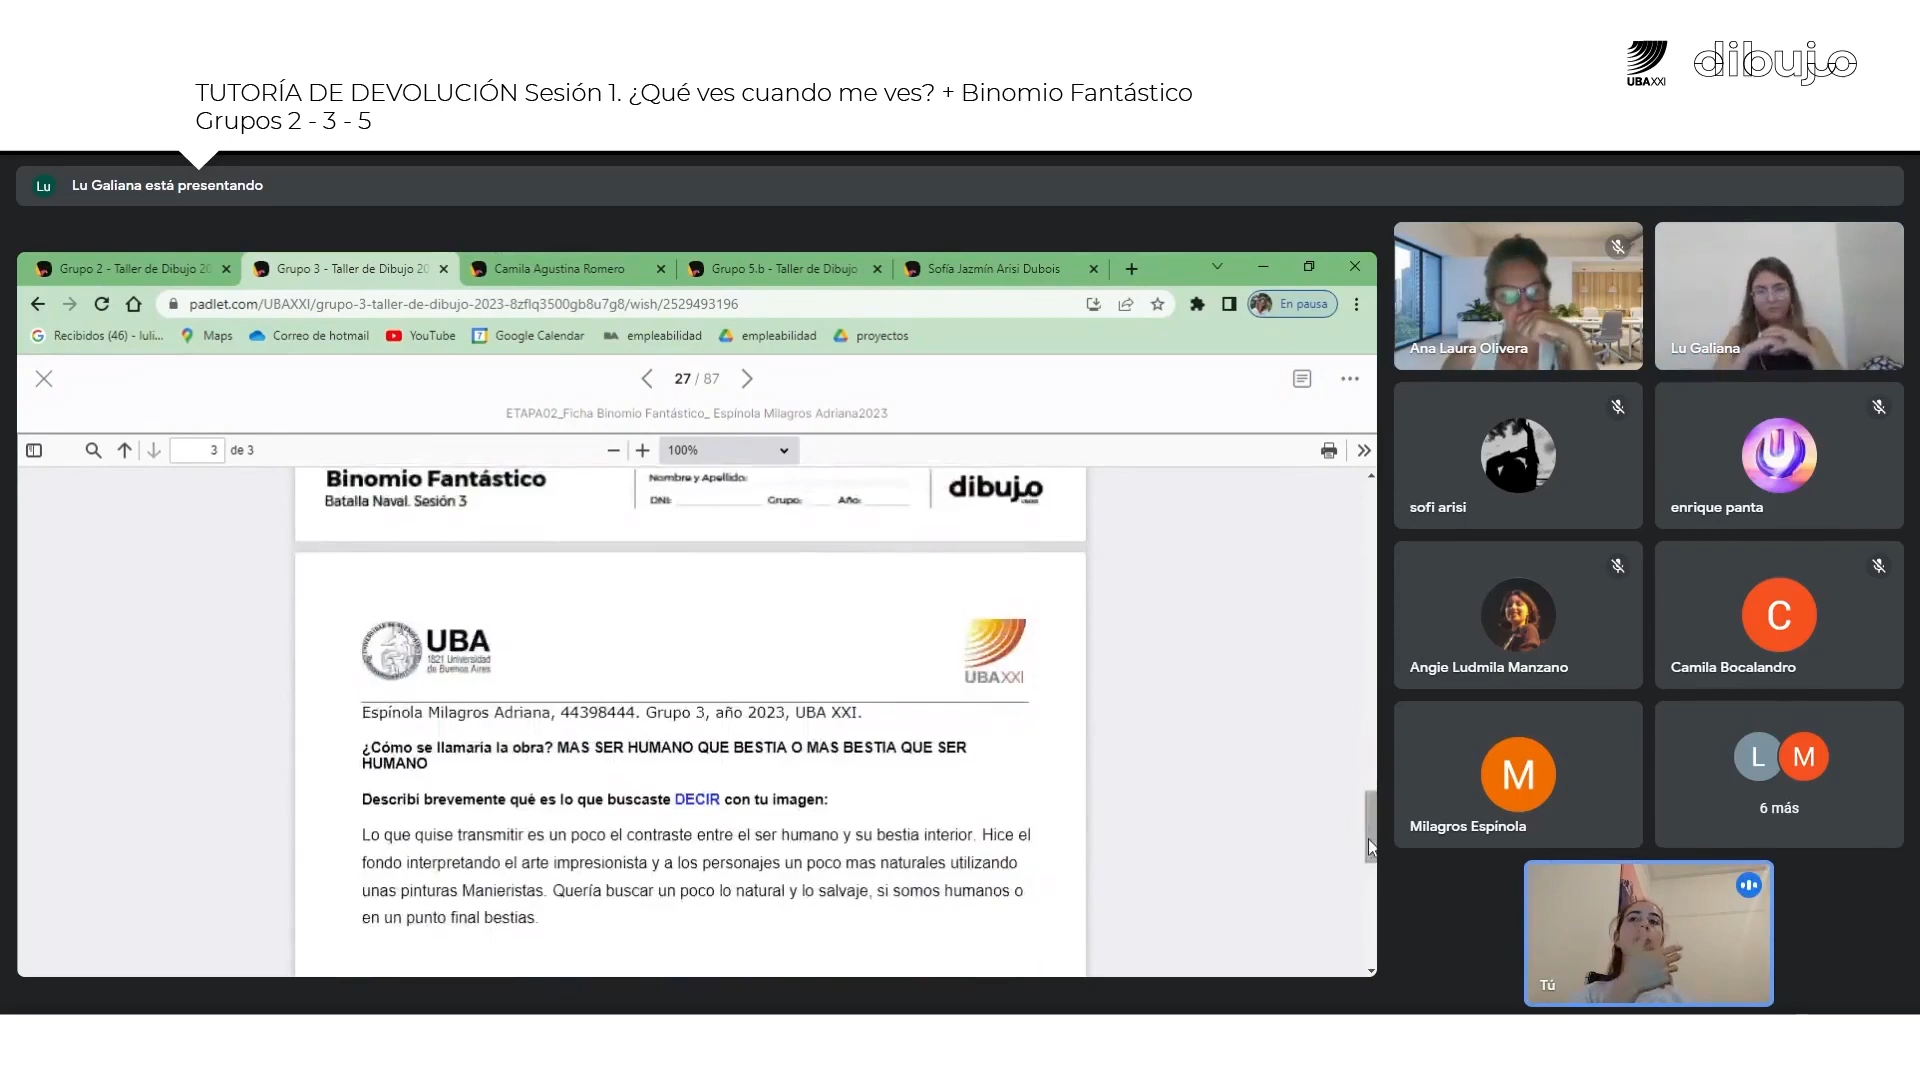 UBAXXI
dibujo
TUTORÍA DE DEVOLUCIÓN Sesión 1. ¿Qué ves cuando me ves? + Binomio Fantástico
Grupos 2 - 3 - 5
Lu
Lu Galiana está presentando
Grupo 2 - Taller de Dibujo 20
Grupo 3 - Taller de Dibujo 20
Camila Agustina Romero
Grupo 5.b - Taller de Dibujo
Sofía Jazmín Arisi Dubois
padlet.com/UBAXXI/grupo-3-taller-de-dibujo-2023-8zflq3500gb8u7g8/wish/2529493196
En pausa
Recibidos (46) - luli...
Maps
Correo de hotmail
YouTube
Google Calendar
empleabilidad
empleabilidad
proyectos
27 / 87
ETAPA02_Ficha Binomio Fantástico_ Espínola Milagros Adriana2023
3 de 3
100%
Binomio Fantástico
Batalla Naval. Sesión 3
Nombre y Apellido:
DNI: Grupo: Año:
dibujo
UBA
1821 Universidad
de Buenos Aires
UBAXXI
Espínola Milagros Adriana, 44398444. Grupo 3, año 2023, UBA XXI.
¿Cómo se llamaría la obra? MAS SER HUMANO QUE BESTIA O MAS BESTIA QUE SER
HUMANO
Describí brevemente qué es lo que buscaste DECIR con tu imagen:
Lo que quise transmitir es un poco el contraste entre el ser humano y su bestia interior. Hice el
fondo interpretando el arte impresionista y a los personajes un poco mas naturales utilizando
unas pinturas Manieristas. Quería buscar un poco lo natural y lo salvaje, si somos humanos o
en un punto final bestias.
Ana Laura Olivera
Lu Galiana
sofi arisi
enrique panta
Angie Ludmila Manzano
C
Camila Bocalandro
M
Milagros Espínola
L M
6 más
Tú